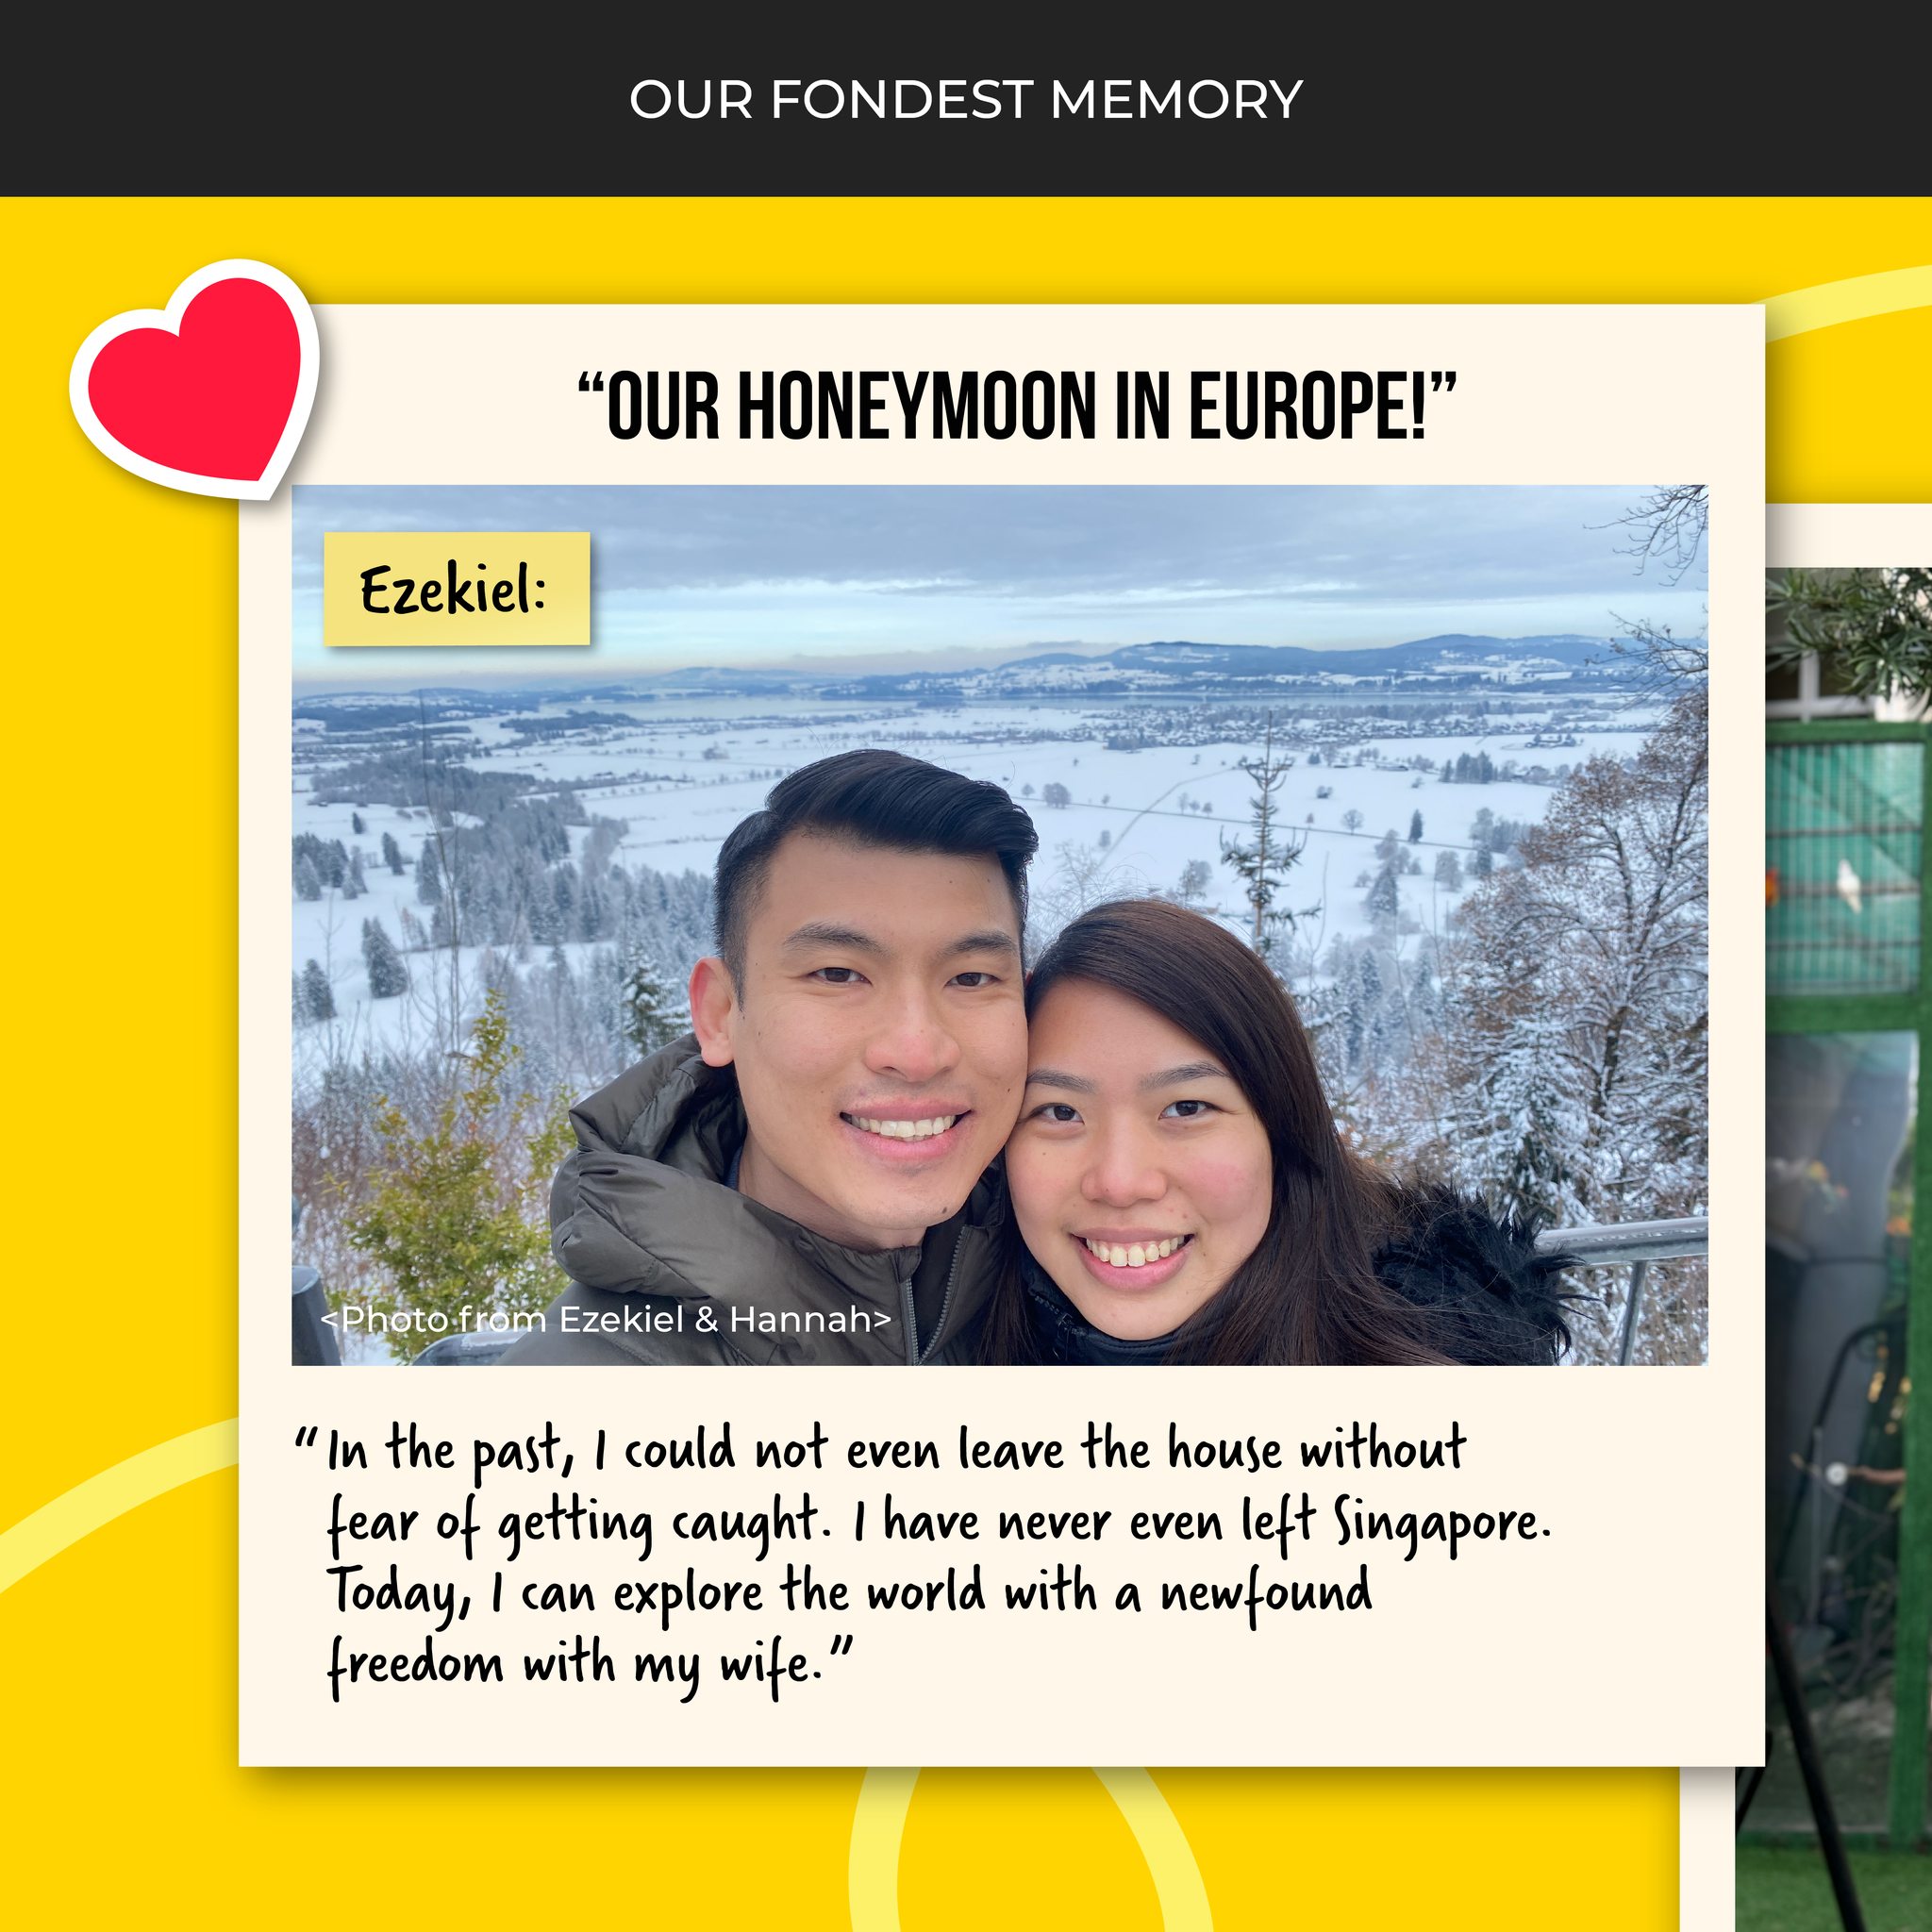 OUR FONDEST MEMORY
“OUR HONEYMOON IN EUROPE!”
Ezekiel:
<Photo from Ezekiel & Hannah>
“In the past, I could not even leave the house without
fear of getting caught. I have never even left Singapore.
Today, I can explore the world with a newfound
freedom with my wife.”